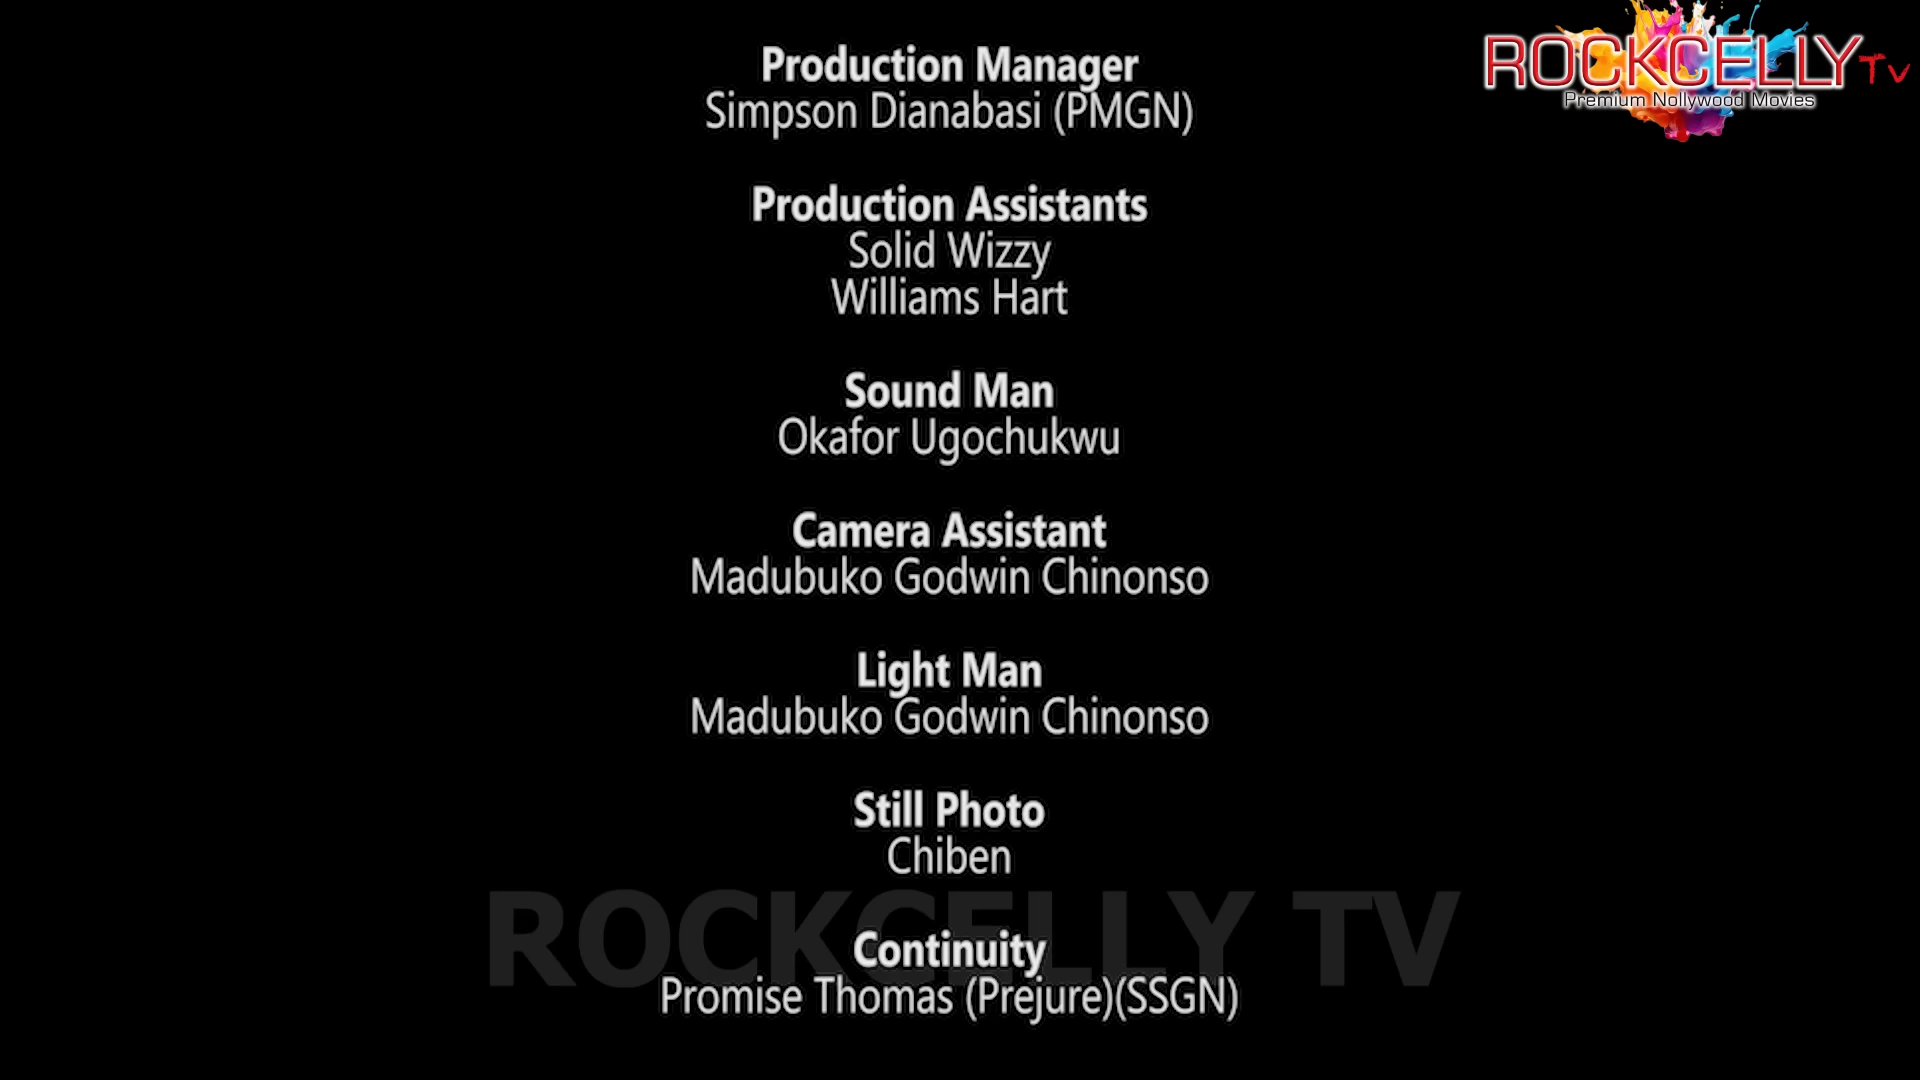 ROCKCELLY TV
Premium Nollywood Movies
Production Manager
Simpson Dianabasi (PMGN)
Production Assistants
Solid Wizzy
Williams Hart
Sound Man
Okafor Ugochukwu
Camera Assistant
Madubuko Godwin Chinonso
Light Man
Madubuko Godwin Chinonso
Still Photo
Chiben
ROCKCELLY TV
Continuity
Promise Thomas (Prejure)(SSGN)